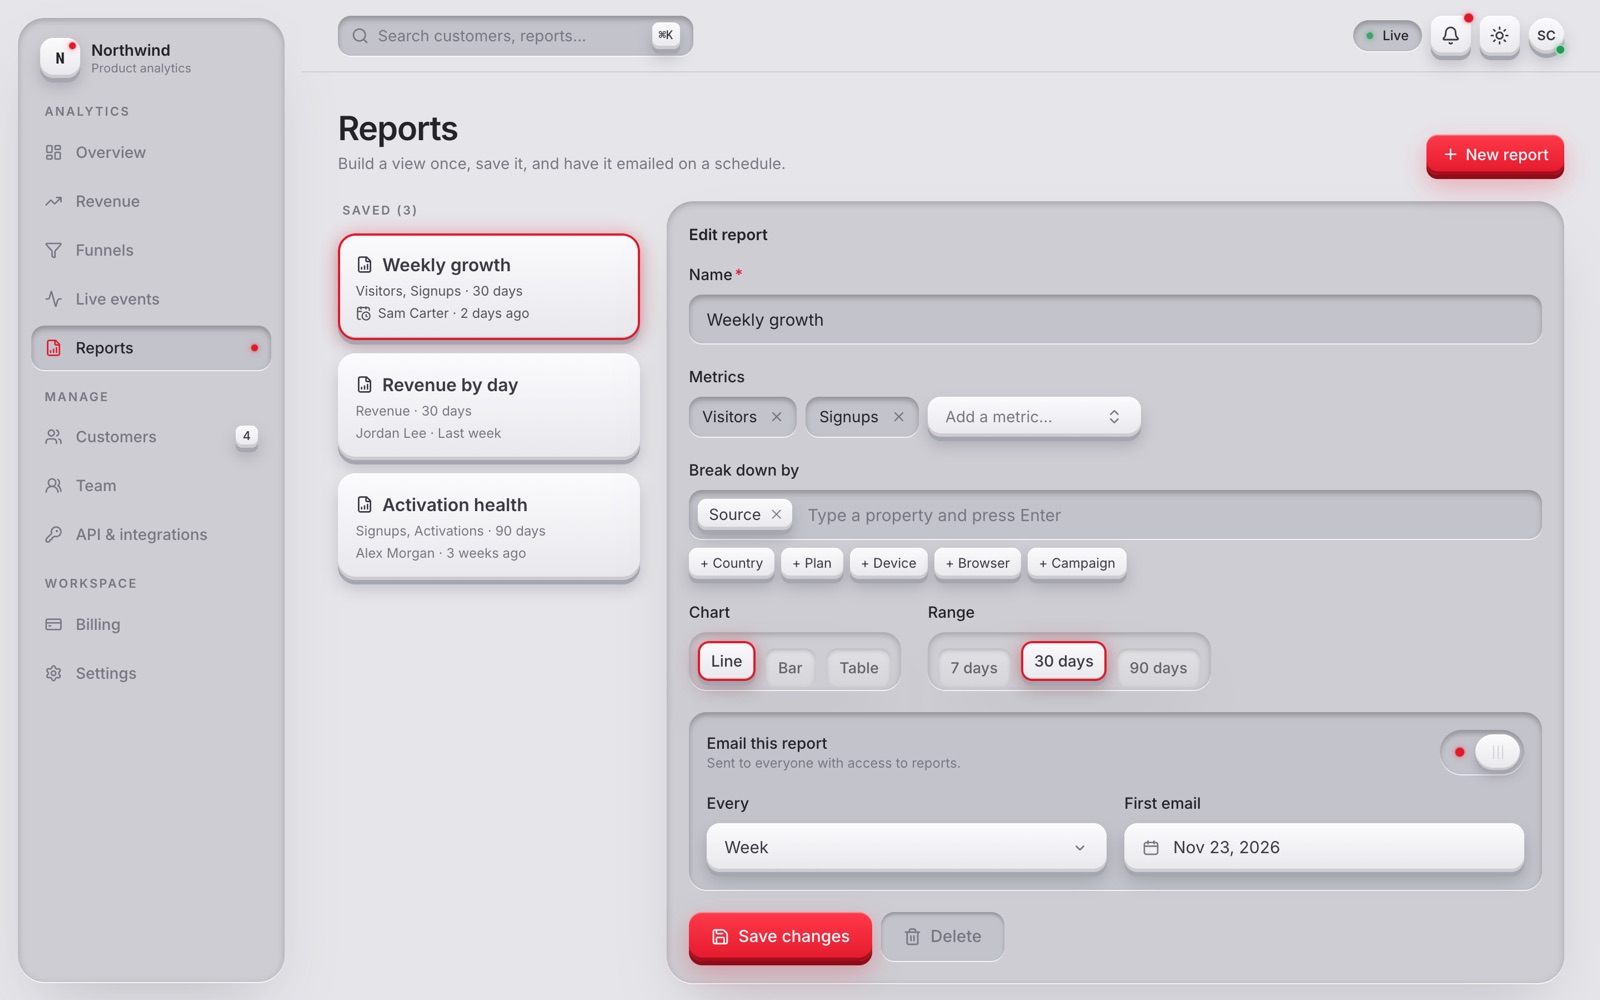 N
Northwind
Product analytics
ANALYTICS
Overview
Revenue
Funnels
Live events
Reports
MANAGE
Customers 4
Team
API & integrations
WORKSPACE
Billing
Settings
Search customers, reports... ⌘K
Live
SC
Reports
Build a view once, save it, and have it emailed on a schedule.
+ New report
SAVED (3)
Weekly growth
Visitors, Signups · 30 days
Sam Carter · 2 days ago
Revenue by day
Revenue · 30 days
Jordan Lee · Last week
Activation health
Signups, Activations · 90 days
Alex Morgan · 3 weeks ago
Edit report
Name*
Weekly growth
Metrics
Visitors × Signups × Add a metric...
Break down by
Source × Type a property and press Enter
+ Country + Plan + Device + Browser + Campaign
Chart Range
Line Bar Table 7 days 30 days 90 days
Email this report
Sent to everyone with access to reports.
Every First email
Week Nov 23, 2026
Save changes Delete